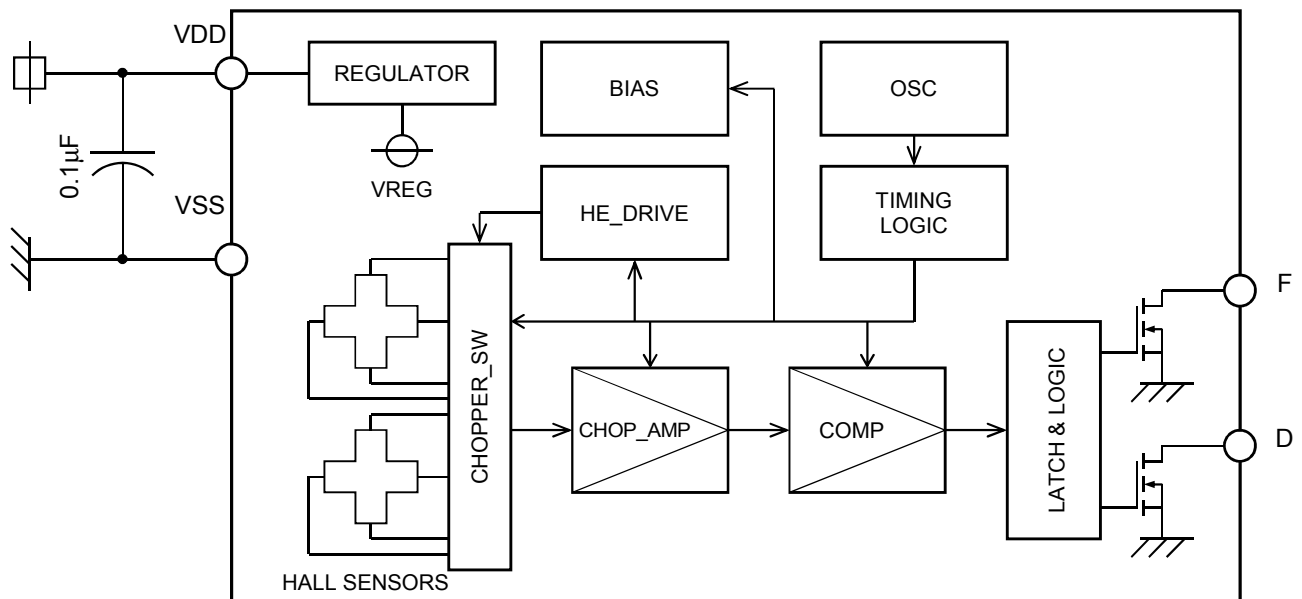 VDD
REGULATOR
BIAS
OSC
0.1µF
VREG
VSS
HE_DRIVE
TIMING
LOGIC
F
CHOPPER_SW
CHOP_AMP
COMP
LATCH & LOGIC
D
HALL SENSORS